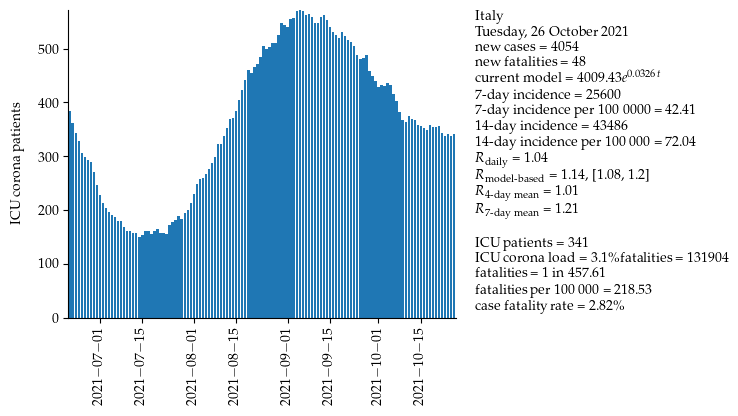 500
400
300
200
100
0
ICU corona patients
2021−07−01
2021−07−15
2021−08−01
2021−08−15
2021−09−01
2021−09−15
2021−10−01
2021−10−15
Italy
Tuesday, 26 October 2021
new cases = 4054
new fatalities = 48
current model = 4009.43e^0.0326 t
7-day incidence = 25600
7-day incidence per 100 0000 = 42.41
14-day incidence = 43486
14-day incidence per 100 000 = 72.04
R_daily = 1.04
R_model-based = 1.14, [1.08, 1.2]
R_4-day mean = 1.01
R_7-day mean = 1.21
ICU patients = 341
ICU corona load = 3.1%fatalities = 131904
fatalities = 1 in 457.61
fatalities per 100 000 = 218.53
case fatality rate = 2.82%